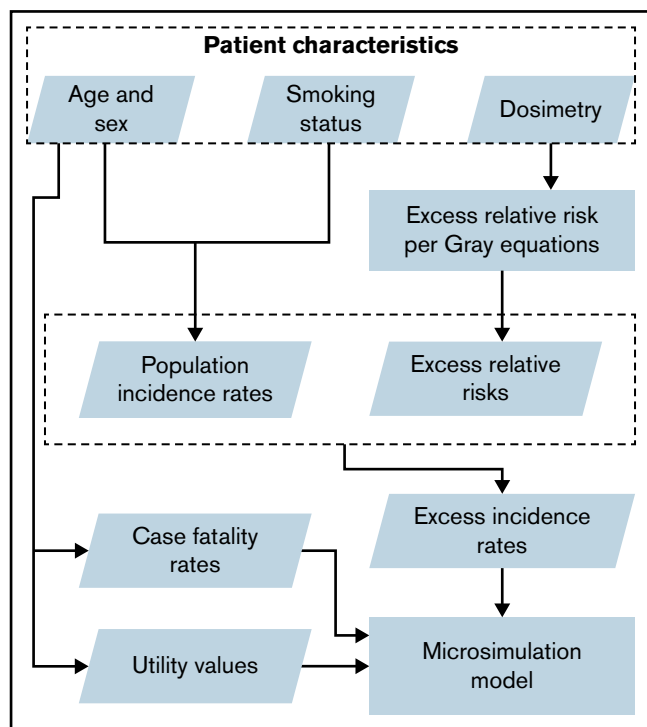 Patient characteristics
Age and
sex
Smoking
status
Dosimetry
Excess relative risk
per Gray equations
Population
incidence rates
Excess relative
risks
Excess incidence
rates
Case fatality
rates
Utility values
Microsimulation
model